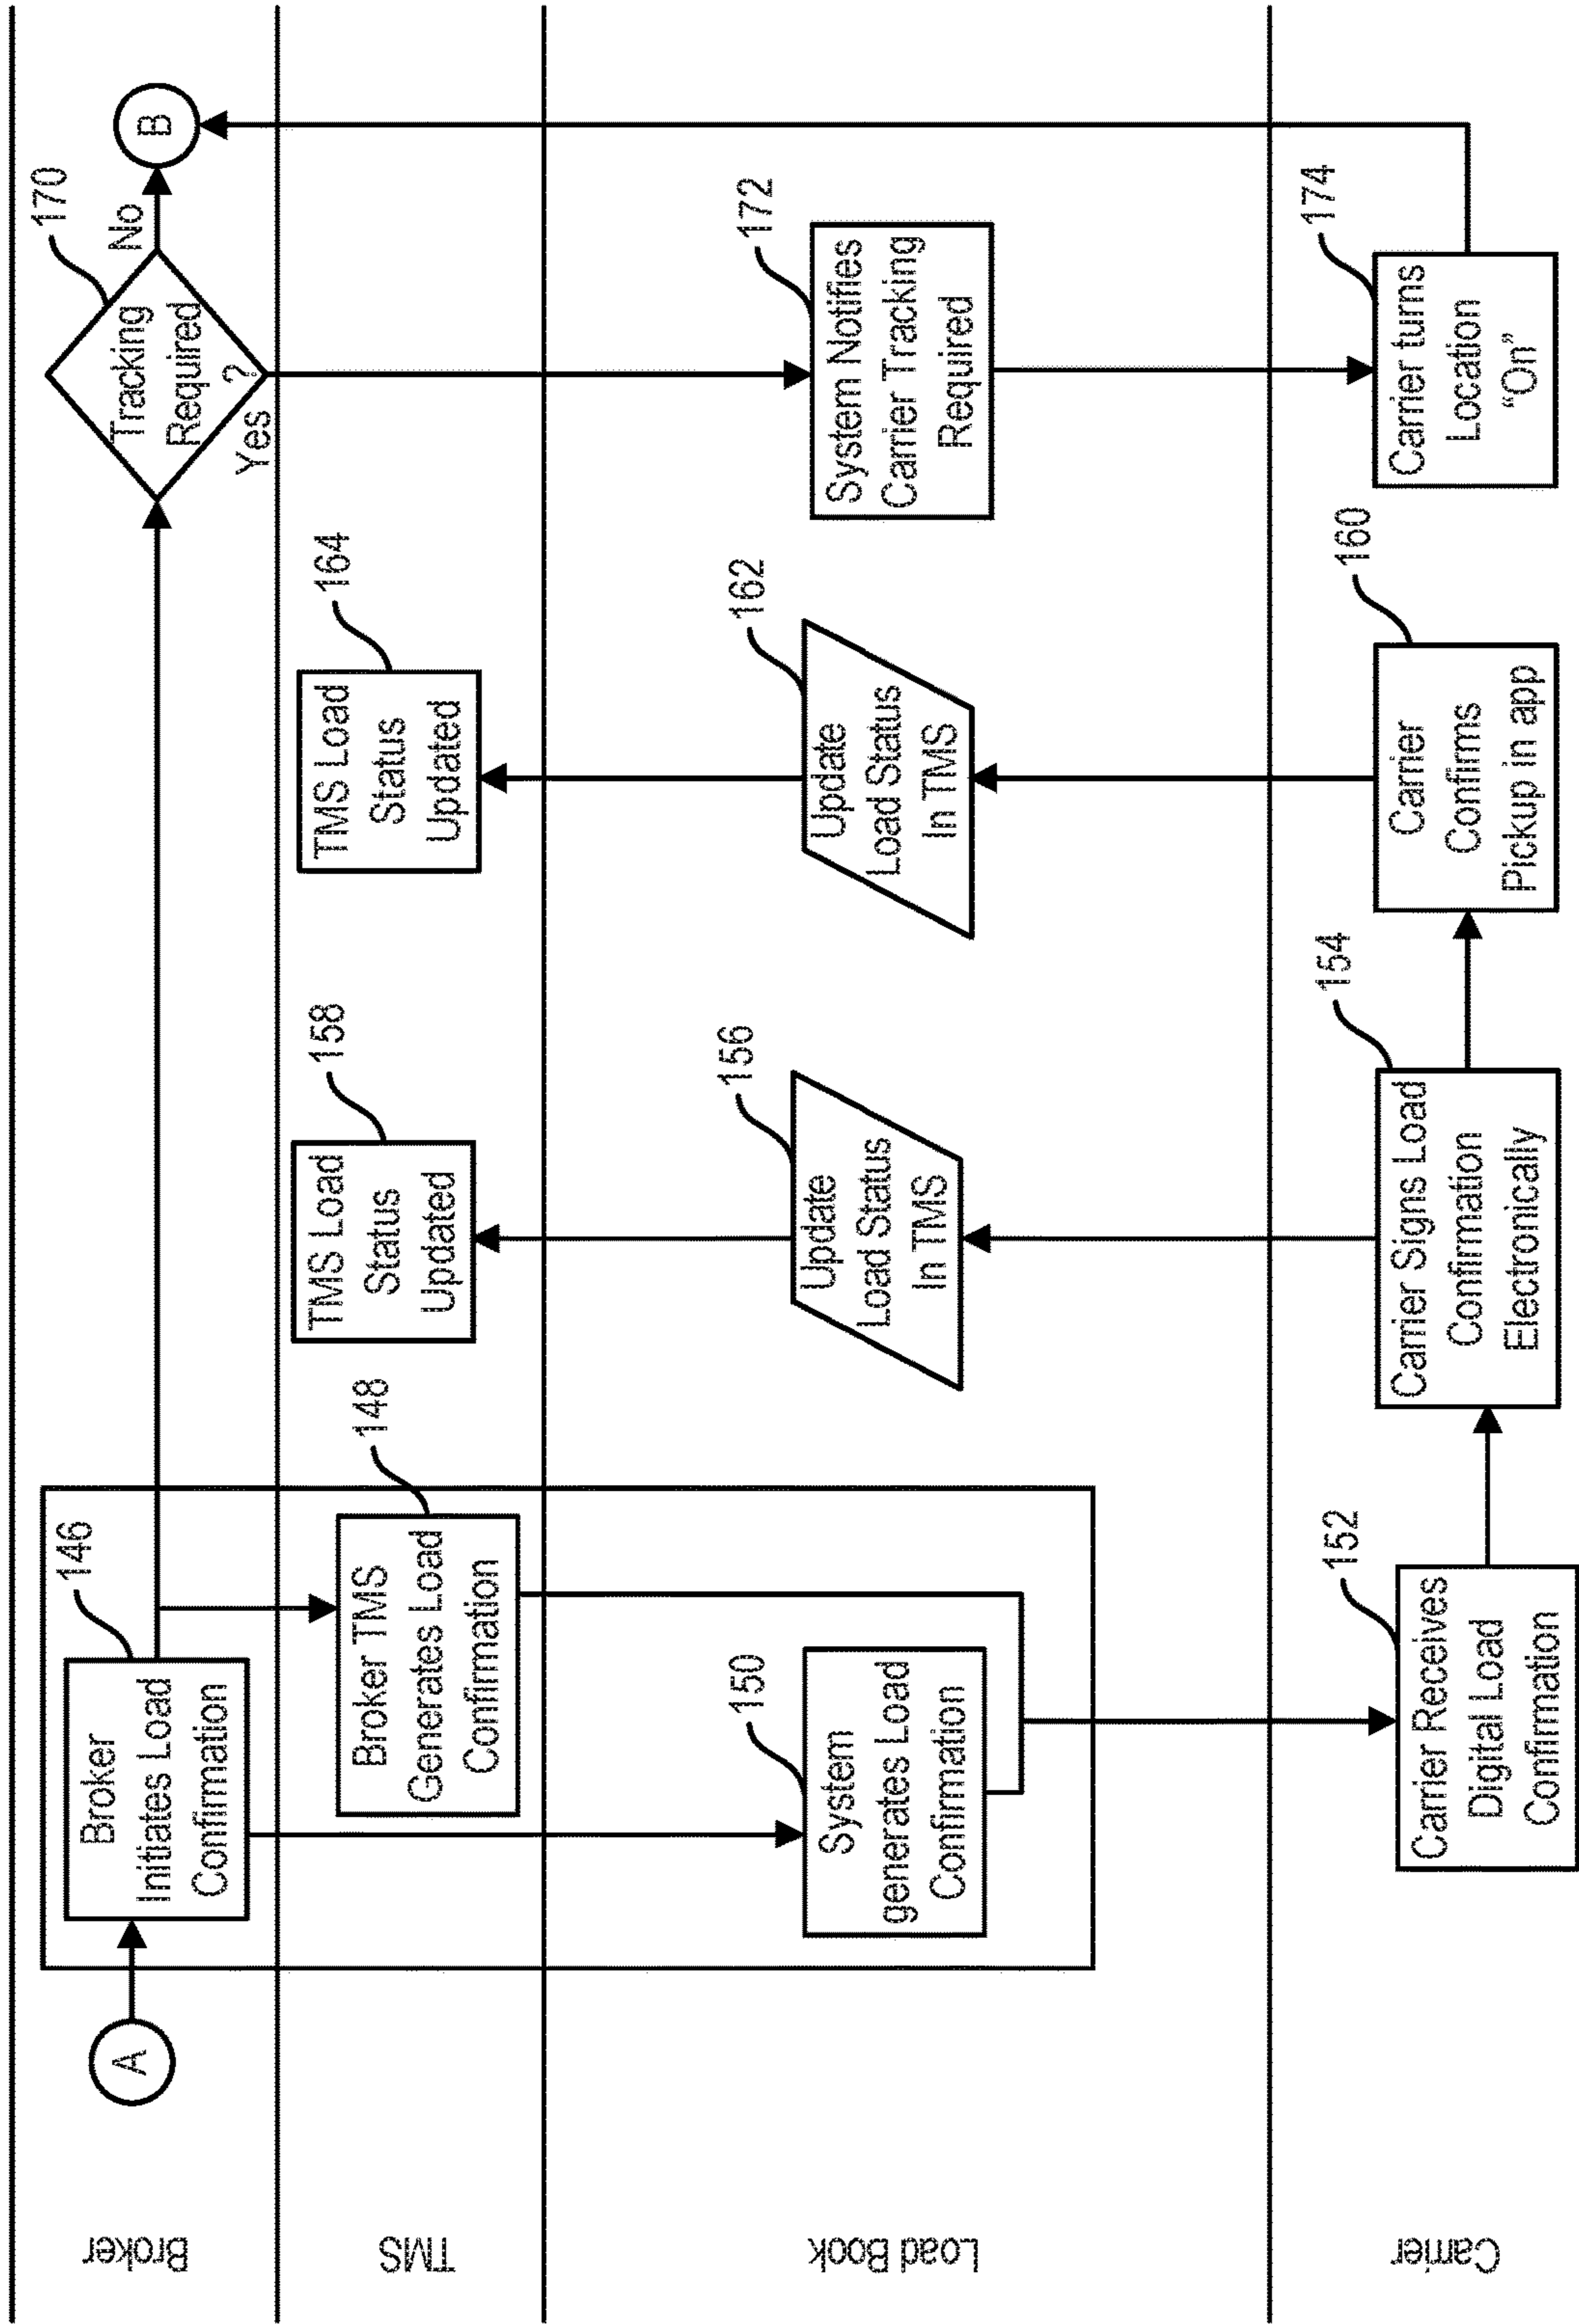 Broker
A
146
Broker
Initiates Load
Confirmation
170
Tracking
Required
?
Yes
No
B
TMS
148
Broker TMS
Generates Load
Confirmation
158
TMS Load
Status
Updated
164
TMS Load
Status
Updated
Load Book
150
System
generates Load
Confirmation
156
Update
Load Status
In TMS
162
Update
Load Status
In TMS
172
System Notifies
Carrier Tracking
Required
Carrier
152
Carrier Receives
Digital Load
Confirmation
154
Carrier Signs Load
Confirmation
Electronically
160
Carrier
Confirms
Pickup in app
174
Carrier turns
Location
“On”